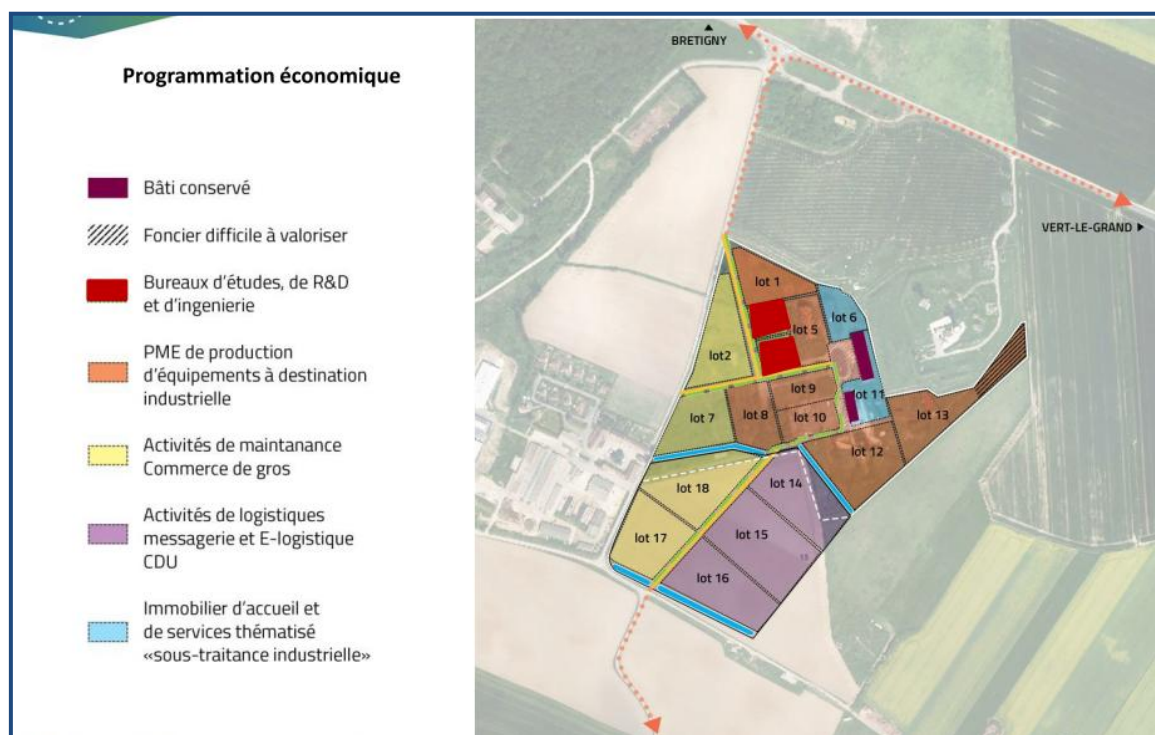 Programmation économique
Bâti conservé
Foncier difficile à valoriser
Bureaux d'études, de R&D
et d'ingenierie
PME de production
d'équipements à destination
industrielle
Activités de maintanance
Commerce de gros
Activités de logistiques
messagerie et E-logistique
CDU
Immobilier d'accueil et
de services thématisé
«sous-traitance industrielle»
BRETIGNY
VERT-LE-GRAND
lot 1
lot 6
lot 5
lot2
lot 9
lot 11
lot 13
lot 7
lot 8
lot 10
lot 12
lot 18
lot 14
lot 17
lot 15
15
lot 16